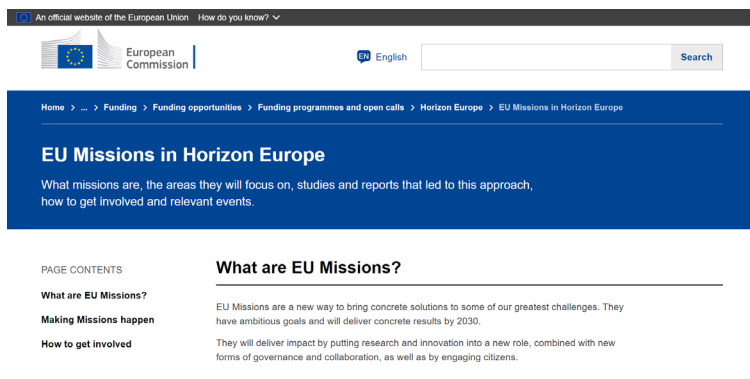 An official website of the European Union How do you know?
European
Commission
EN English
Search
Home > ... > Funding > Funding opportunities > Funding programmes and open calls > Horizon Europe > EU Missions in Horizon Europe
EU Missions in Horizon Europe
What missions are, the areas they will focus on, studies and reports that led to this approach,
how to get involved and relevant events.
PAGE CONTENTS
What are EU Missions?
Making Missions happen
How to get involved
What are EU Missions?
EU Missions are a new way to bring concrete solutions to some of our greatest challenges. They
have ambitious goals and will deliver concrete results by 2030.
They will deliver impact by putting research and innovation into a new role, combined with new
forms of governance and collaboration, as well as by engaging citizens.